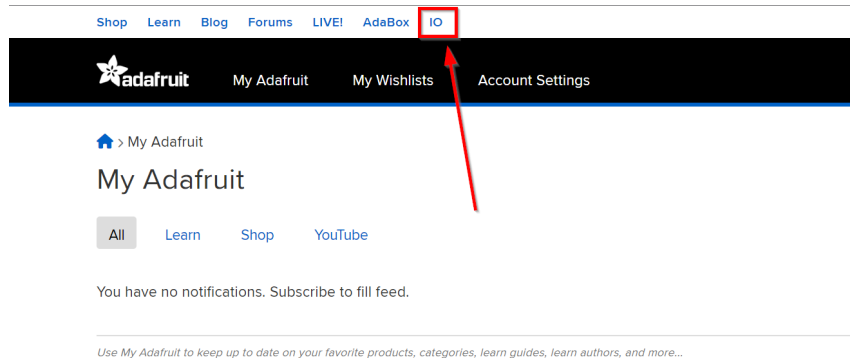 Shop Learn Blog Forums LIVE! AdaBox IO
adafruit My Adafruit My Wishlists Account Settings
> My Adafruit
My Adafruit
All Learn Shop YouTube
You have no notifications. Subscribe to fill feed.
Use My Adafruit to keep up to date on your favorite products, categories, learn guides, learn authors, and more...